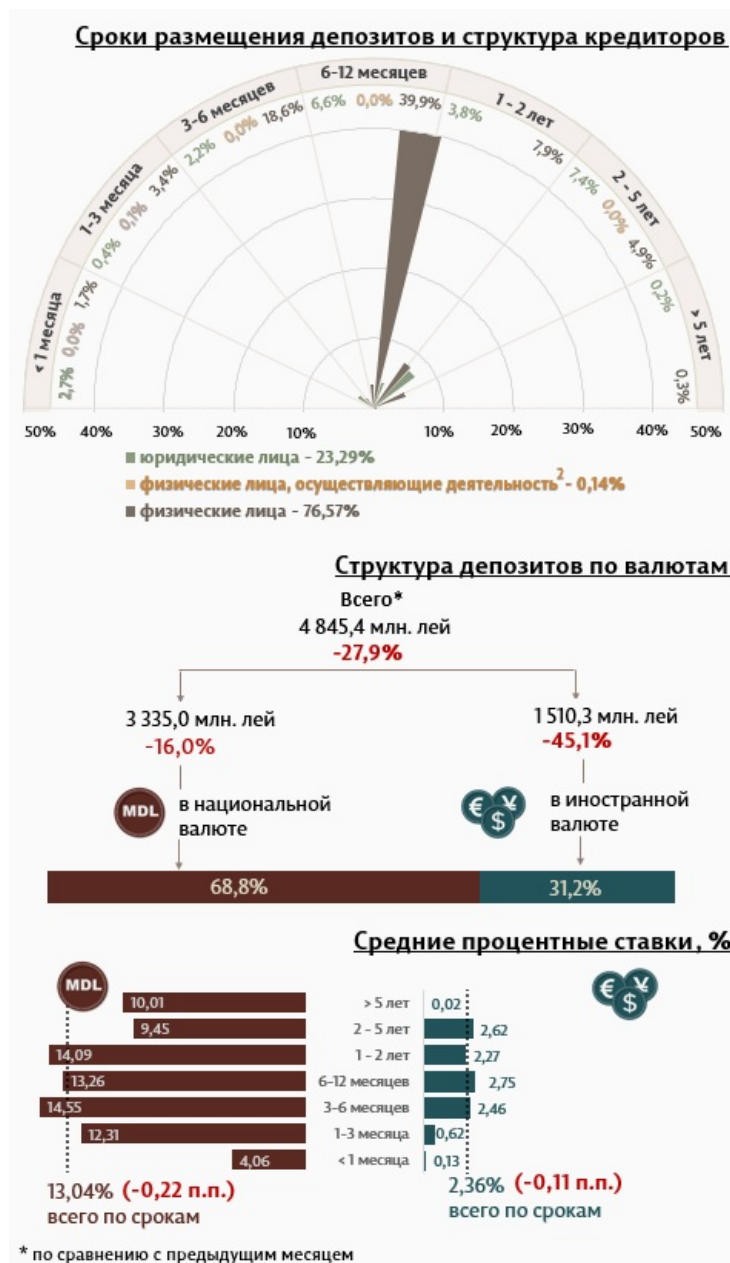 Сроки размещения депозитов и структура кредиторов
< 1 месяца
1-3 месяца
3-6 месяцев
6-12 месяцев
1 - 2 лет
2 - 5 лет
> 5 лет
2,7% 0,0% 1,7%
0,4% 0,1% 3,4%
2,2% 0,0% 18,6%
6,6% 0,0% 39,9%
3,8% 7,9%
7,4% 0,0% 4,9%
0,2% 0,3%
50% 40% 30% 20% 10% 10% 20% 30% 40% 50%
юридические лица - 23,29%
физические лица, осуществляющие деятельность2 - 0,14%
физические лица - 76,57%
Структура депозитов по валютам
Всего*
4 845,4 млн. лей
-27,9%
3 335,0 млн. лей
-16,0%
1 510,3 млн. лей
-45,1%
MDL
в национальной
валюте
€ ¥ $
в иностранной
валюте
68,8% 31,2%
Средние процентные ставки, %
MDL
€ ¥ $
10,01 > 5 лет 0,02
9,45 2 - 5 лет 2,62
14,09 1 - 2 лет 2,27
13,26 6-12 месяцев 2,75
14,55 3-6 месяцев 2,46
12,31 1-3 месяца 0,62
4,06 < 1 месяца 0,13
13,04% (-0,22 п.п.)
всего по срокам
2,36% (-0,11 п.п.)
всего по срокам
* по сравнению с предыдущим месяцем